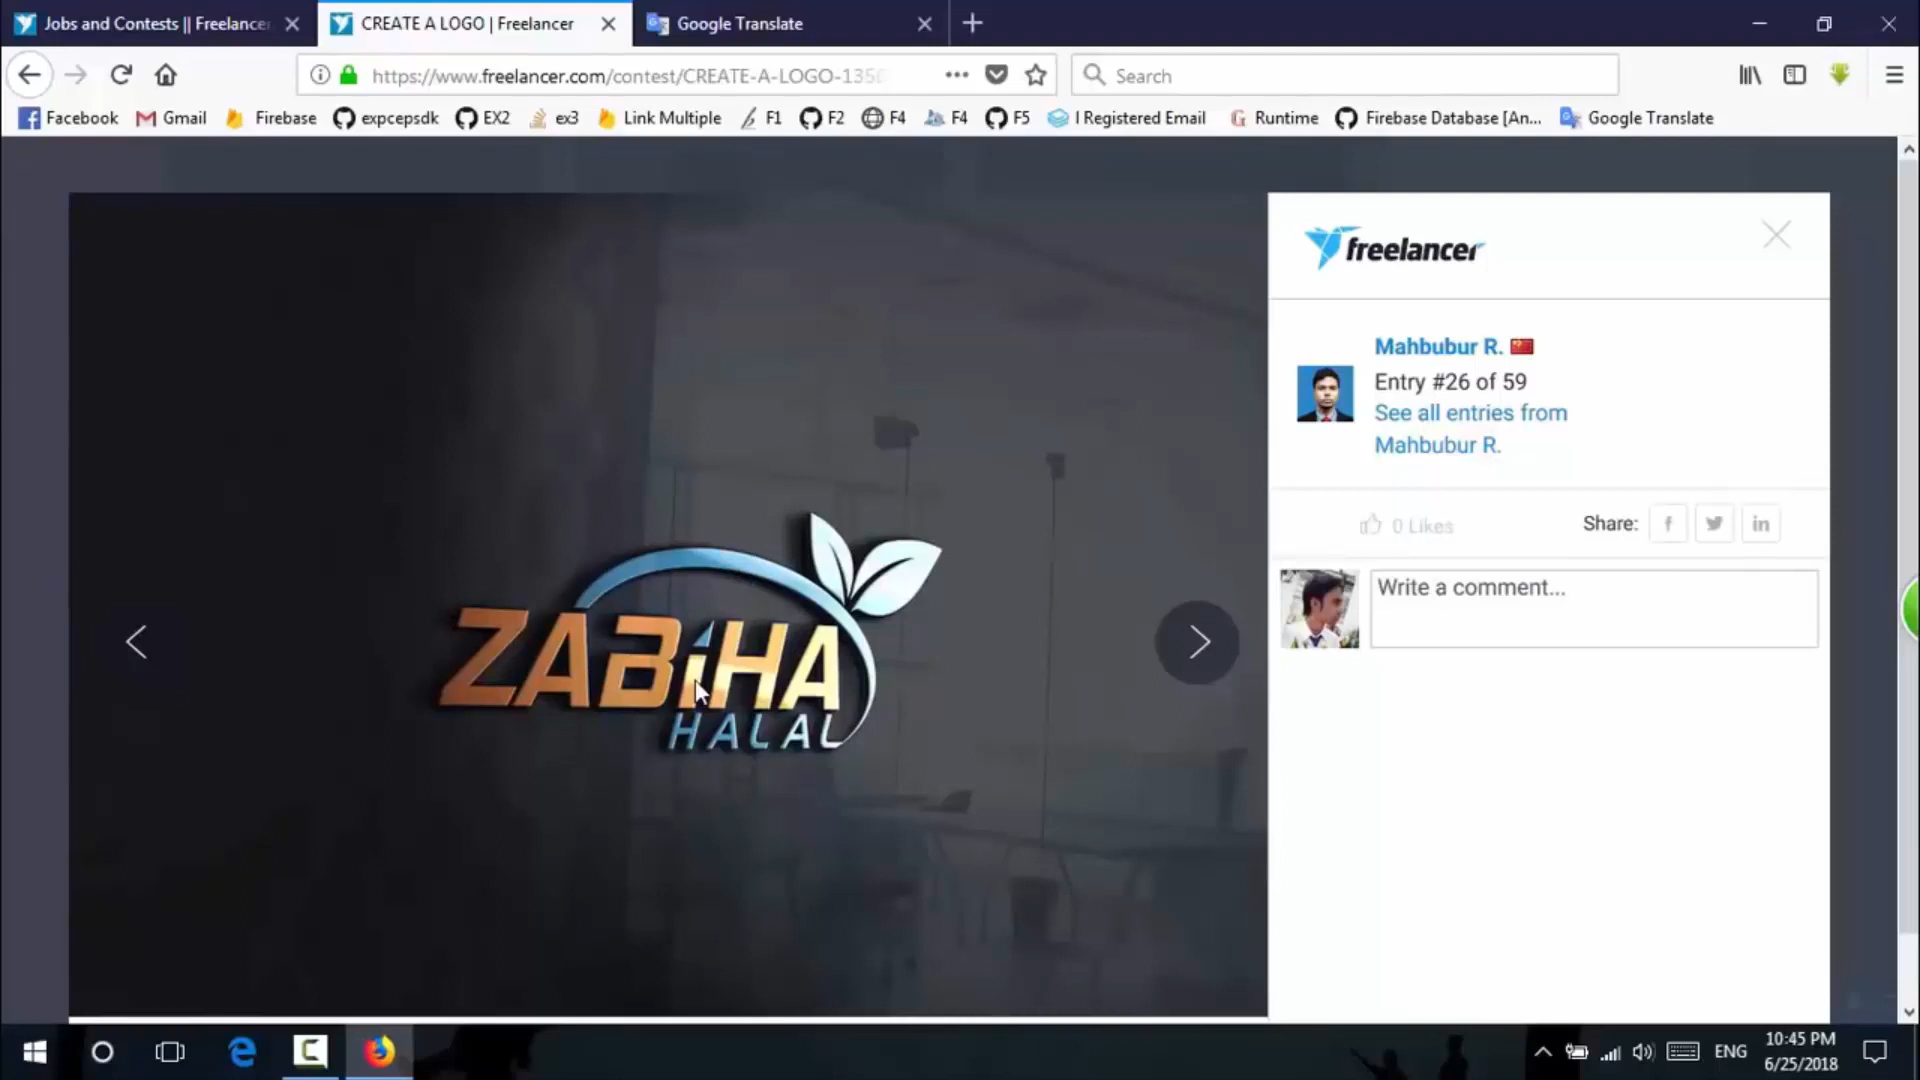 Jobs and Contests || Freelancer
CREATE A LOGO | Freelancer
Google Translate
https://www.freelancer.com/contest/CREATE-A-LOGO-135
Search
Facebook
Gmail
Firebase
expcepsdk
EX2
ex3
Link Multiple
F1
F2
F4
F4
F5
I Registered Email
Runtime
Firebase Database [An...
Google Translate
freelancer
Mahbubur R.
Entry #26 of 59
See all entries from
Mahbubur R.
0 Likes
Share:
Write a comment...
ZABiHA
HALAL
ENG
10:45 PM
6/25/2018